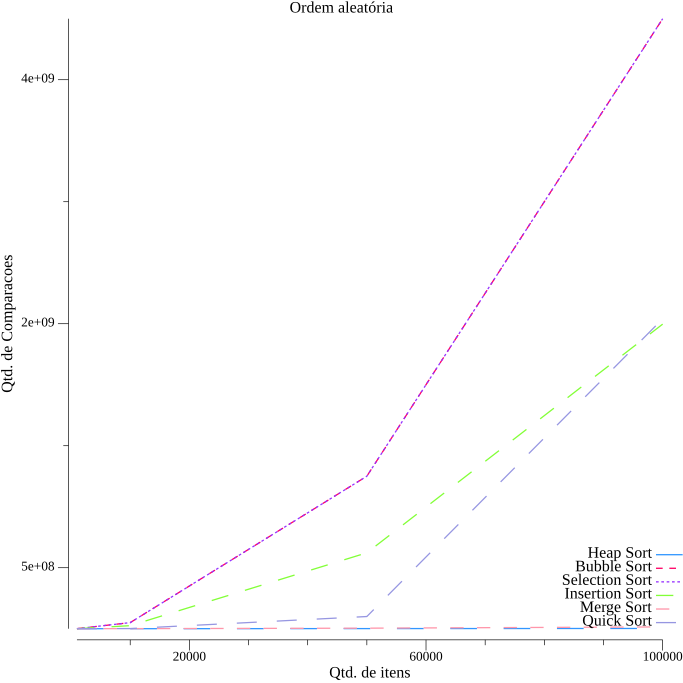 Ordem aleatória
4e+09
2e+09
5e+08
Qtd. de Comparacoes
Heap Sort
Bubble Sort
Selection Sort
Insertion Sort
Merge Sort
Quick Sort
20000
60000
100000
Qtd. de itens